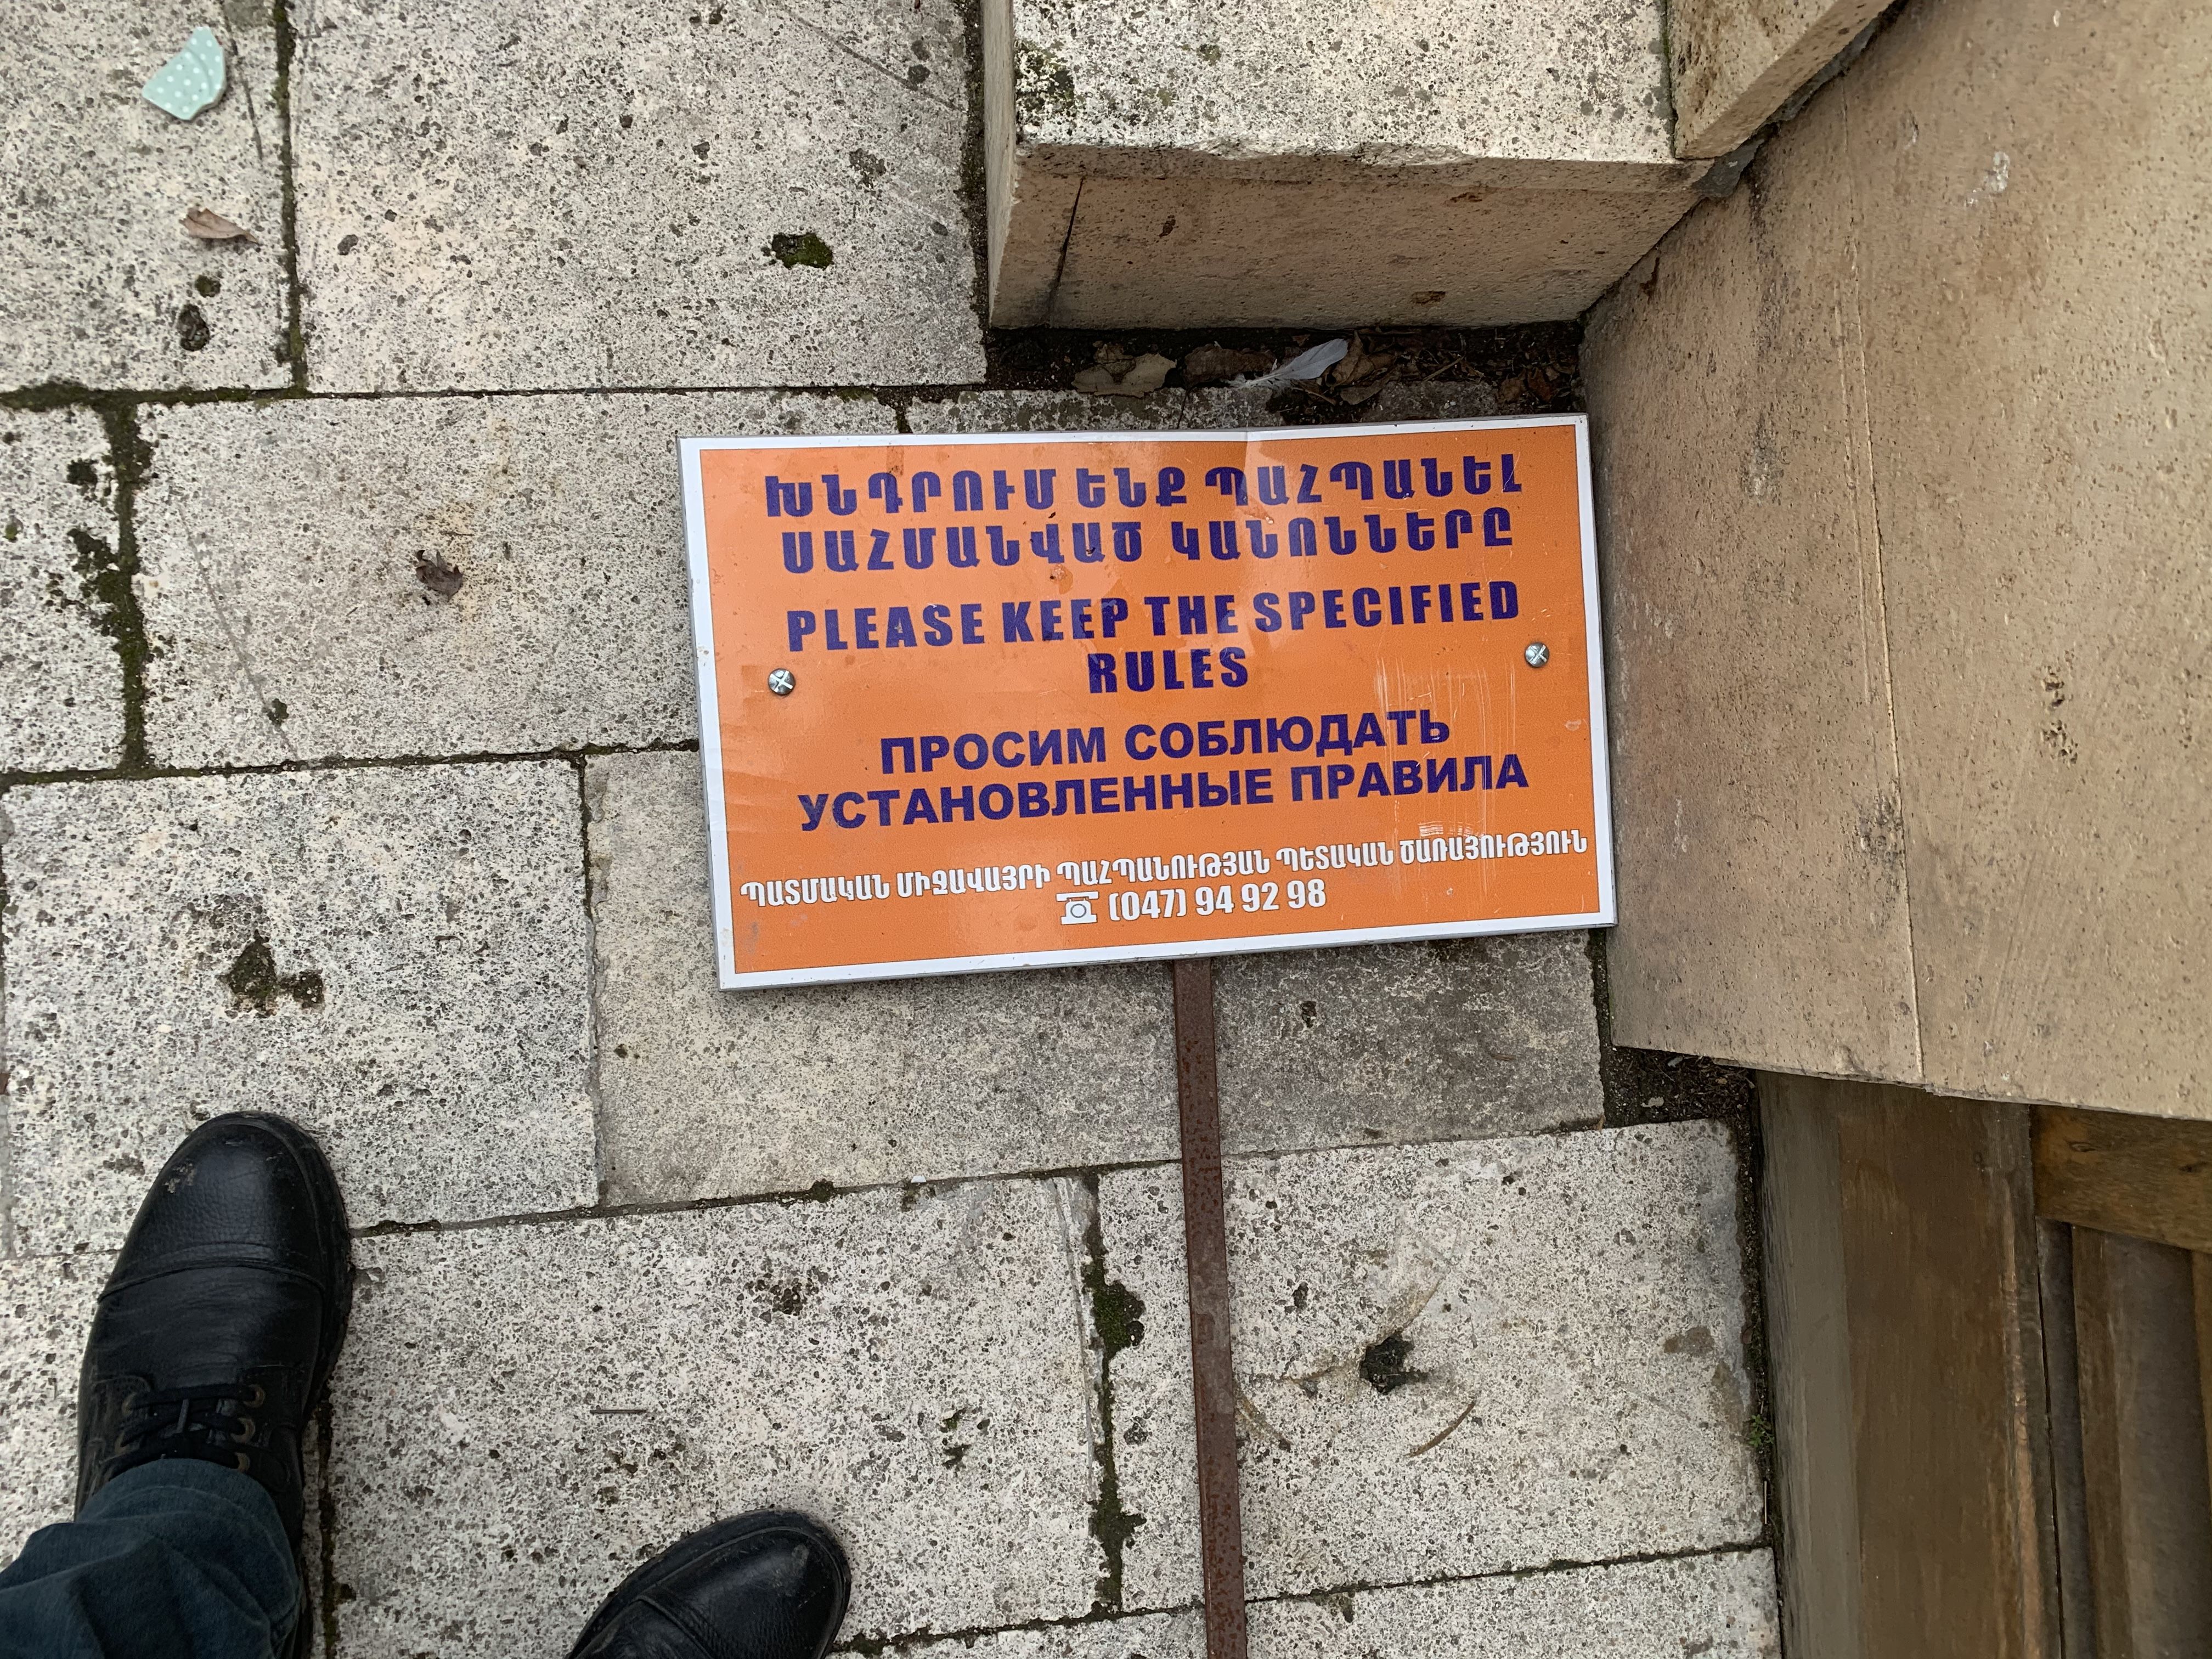 ԽՆԴՐՈՒՄ ԵՆՔ ՊԱՀՊԱՆԵԼ
ՍԱՀՄԱՆՎԱԾ ԿԱՆՈՆՆԵՐԸ
PLEASE KEEP THE SPECIFIED
RULES
ПРОСИМ СОБЛЮДАТЬ
УСТАНОВЛЕННЫЕ ПРАВИЛА
ՊԱՏՄԱԿԱՆ ՄԻՋԱՎԱՅՐԻ ՊԱՀՊԱՆՈՒԹՅԱՆ ՊԵՏԱԿԱՆ ԾԱՌԱՅՈՒԹՅՈՒՆ
(047) 94 92 98